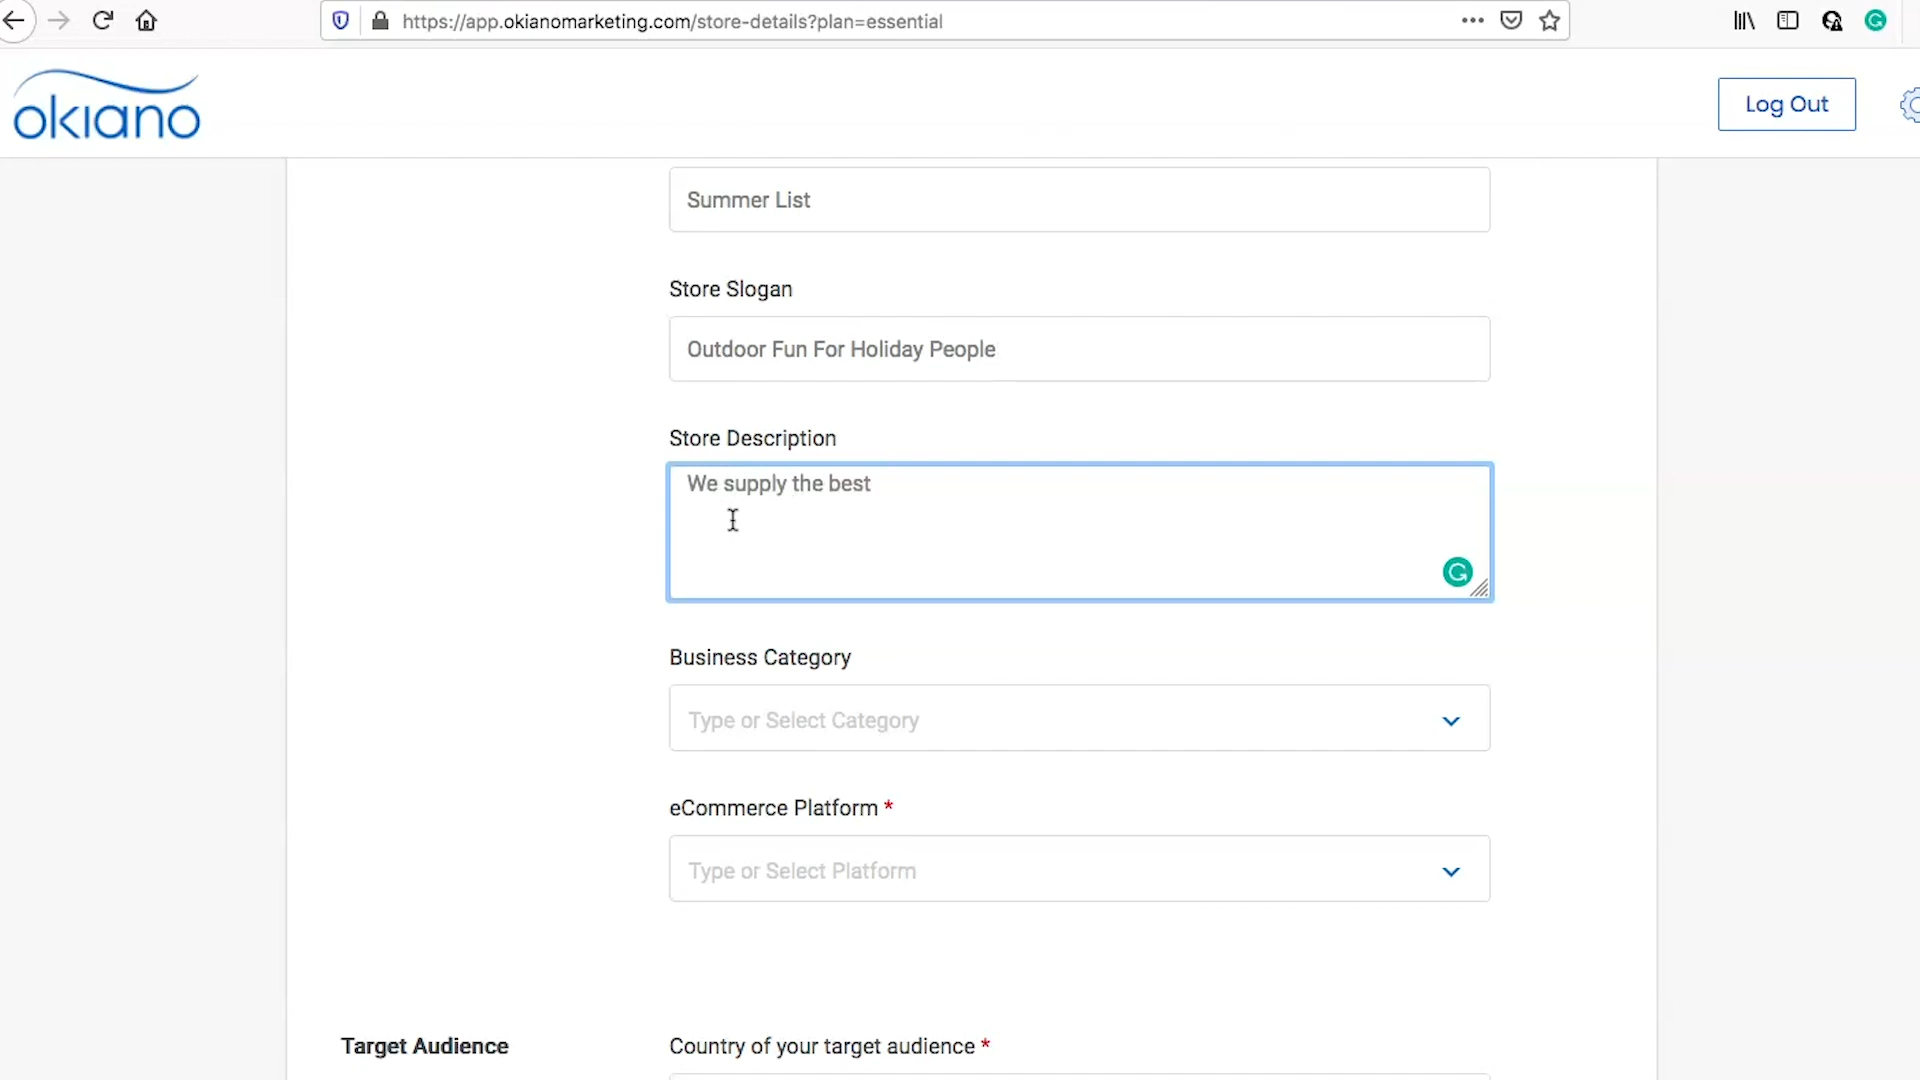 https://app.okianomarketing.com/store-details?plan=essential
okiano
Log Out
Summer List
Store Slogan
Outdoor Fun For Holiday People
Store Description
We supply the best
Business Category
Type or Select Category
eCommerce Platform *
Type or Select Platform
Target Audience
Country of your target audience *